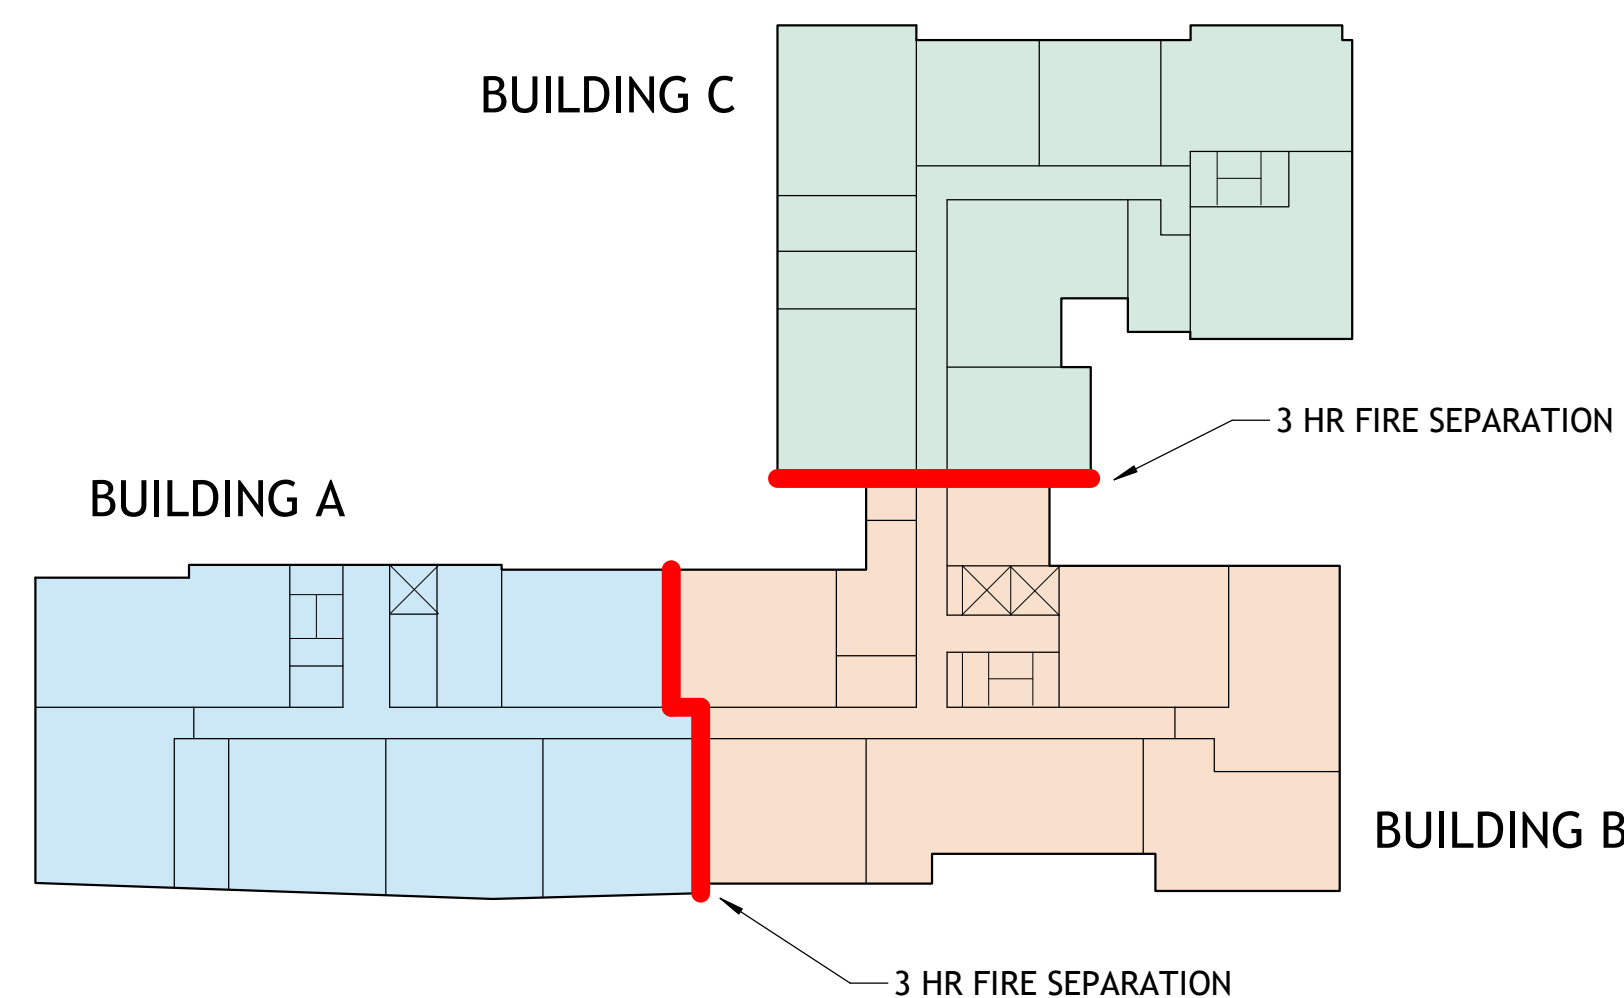 BUILDING C
3 HR FIRE SEPARATION
BUILDING A
BUILDING B
3 HR FIRE SEPARATION